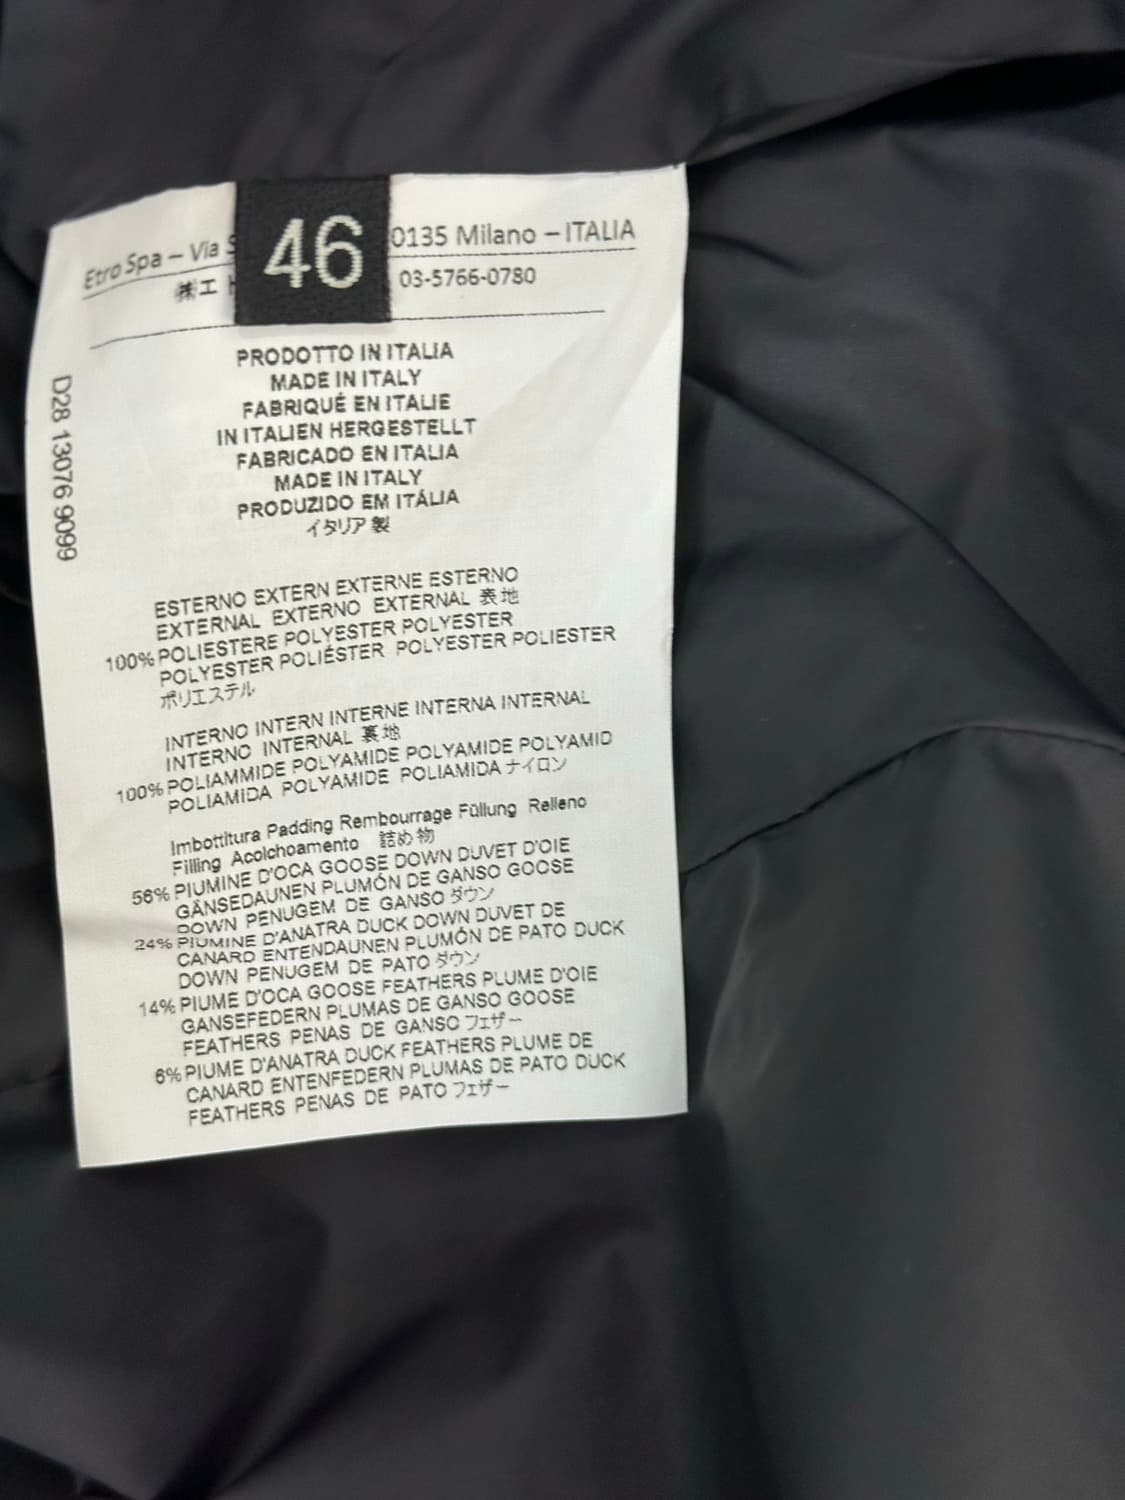 46
Etro Spa – Via S 0135 Milano – ITALIA
㈱エト 03-5766-0780
PRODOTTO IN ITALIA
MADE IN ITALY
FABRIQUÉ EN ITALIE
IN ITALIEN HERGESTELLT
FABRICADO EN ITALIA
MADE IN ITALY
PRODUZIDO EM ITÁLIA
イタリア製
D28 13076 9099
ESTERNO EXTERN EXTERNE ESTERNO
EXTERNAL EXTERNO EXTERNAL 表地
100% POLIESTERE POLYESTER POLYESTER
POLYESTER POLIÉSTER POLYESTER POLIESTER
ポリエステル
INTERNO INTERN INTERNE INTERNA INTERNAL
INTERNO INTERNAL 裏地
100% POLIAMMIDE POLYAMIDE POLYAMID
POLIAMIDA POLYAMIDE POLIAMIDA ナイロン
Imbottitura Padding Rembourrage Füllung Relleno
Filling Acolchoamento 詰め物
56% PIUMINE D'OCA GOOSE DOWN DUVET D'OIE
GÄNSEDAUNEN PLUMÓN DE GANSO GOOSE
DOWN PENUGEM DE GANSO ダウン
24% PIUMINE D'ANATRA DUCK DOWN DUVET DE
CANARD ENTENDAUNEN PLUMÓN DE PATO DUCK
DOWN PENUGEM DE PATO ダウン
14% PIUME D'OCA GOOSE FEATHERS PLUME D'OIE
GANSEFEDERN PLUMAS DE GANSO GOOSE
FEATHERS PENAS DE GANSO フェザー
6% PIUME D'ANATRA DUCK FEATHERS PLUME DE
CANARD ENTENFEDERN PLUMAS DE PATO DUCK
FEATHERS PENAS DE PATO フェザー